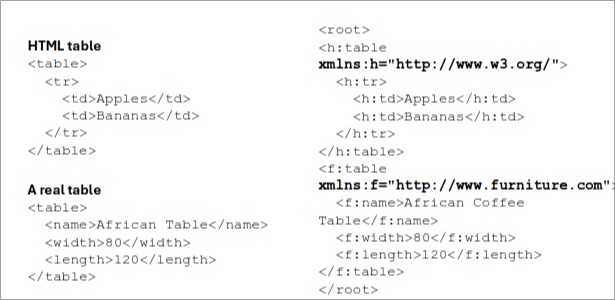 HTML table
<table>
  <tr>
    <td>Apples</td>
    <td>Bananas</td>
  </tr>
</table>
A real table
<table>
  <name>African Table</name>
  <width>80</width>
  <length>120</length>
</table>
<root>
<h:table
xmlns:h="http://www.w3.org/">
  <h:tr>
    <h:td>Apples</h:td>
    <h:td>Bananas</h:td>
  </h:tr>
</h:table>
<f:table
xmlns:f="http://www.furniture.com">
  <f:name>African Coffee
Table</f:name>
  <f:width>80</f:width>
  <f:length>120</f:length>
</f:table>
</root>